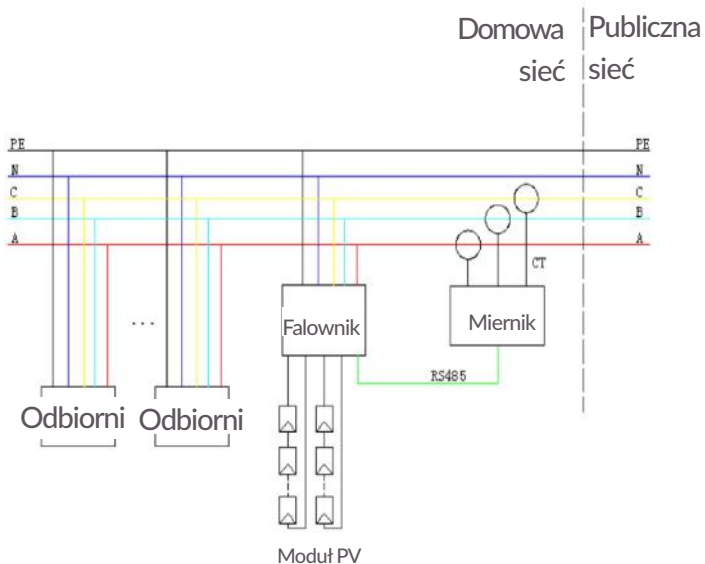 Domowa
sieć
Publiczna
sieć
PE PE
N N
C C
B B
A A
CT
...
Falownik
Miernik
RS485
Odbiorni
Odbiorni
Moduł PV